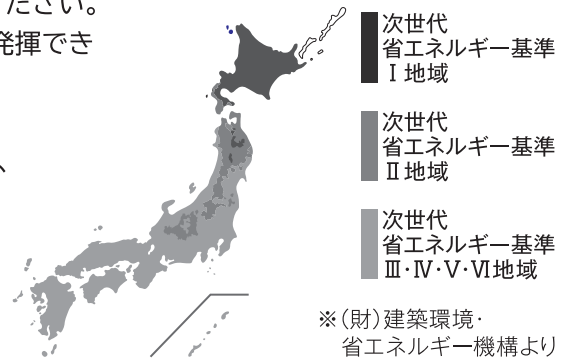 ださい。
発揮でき
、
次世代
省エネルギー基準
Ⅰ地域
次世代
省エネルギー基準
Ⅱ地域
次世代
省エネルギー基準
Ⅲ・Ⅳ・Ⅴ・Ⅵ地域
※(財)建築環境・
省エネルギー機構より